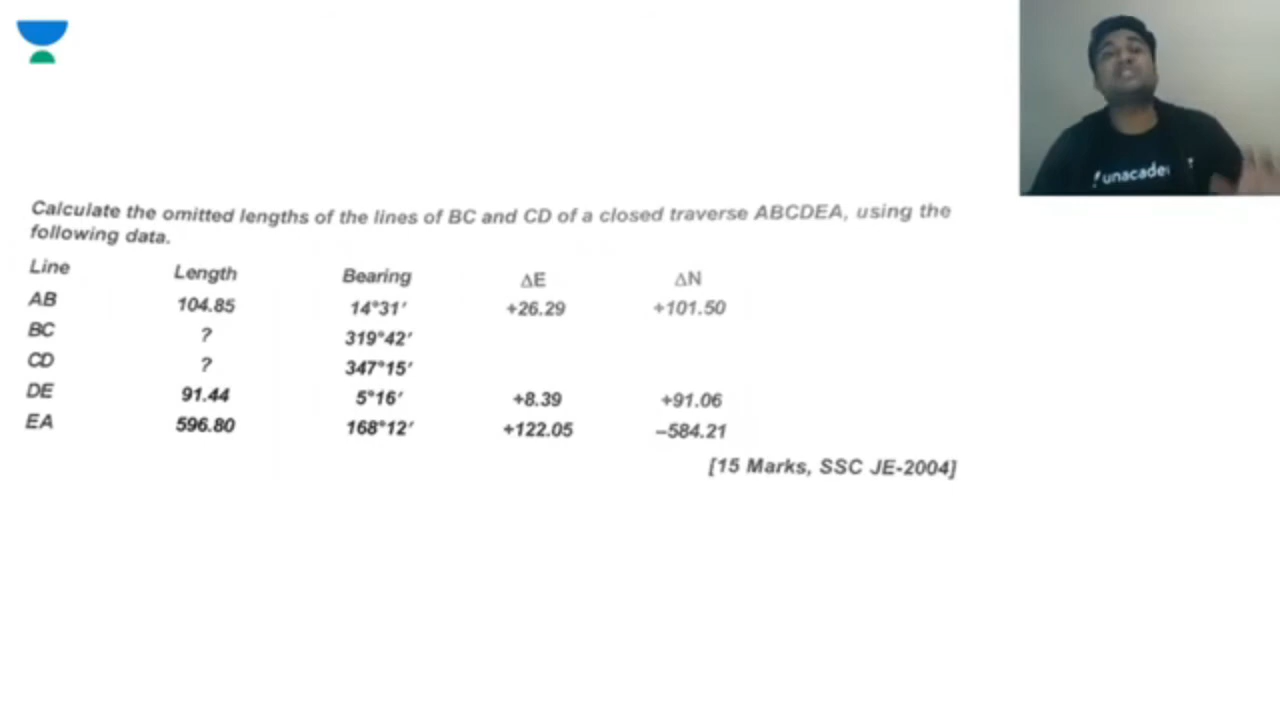 unacade
Calculate the omitted lengths of the lines of BC and CD of a closed traverse ABCDEA, using the
following data.
Line Length Bearing ΔE ΔN
AB 104.85 14°31′ +26.29 +101.50
BC ? 319°42′
CD ? 347°15′
DE 91.44 5°16′ +8.39 +91.06
EA 596.80 168°12′ +122.05 –584.21
[15 Marks, SSC JE-2004]